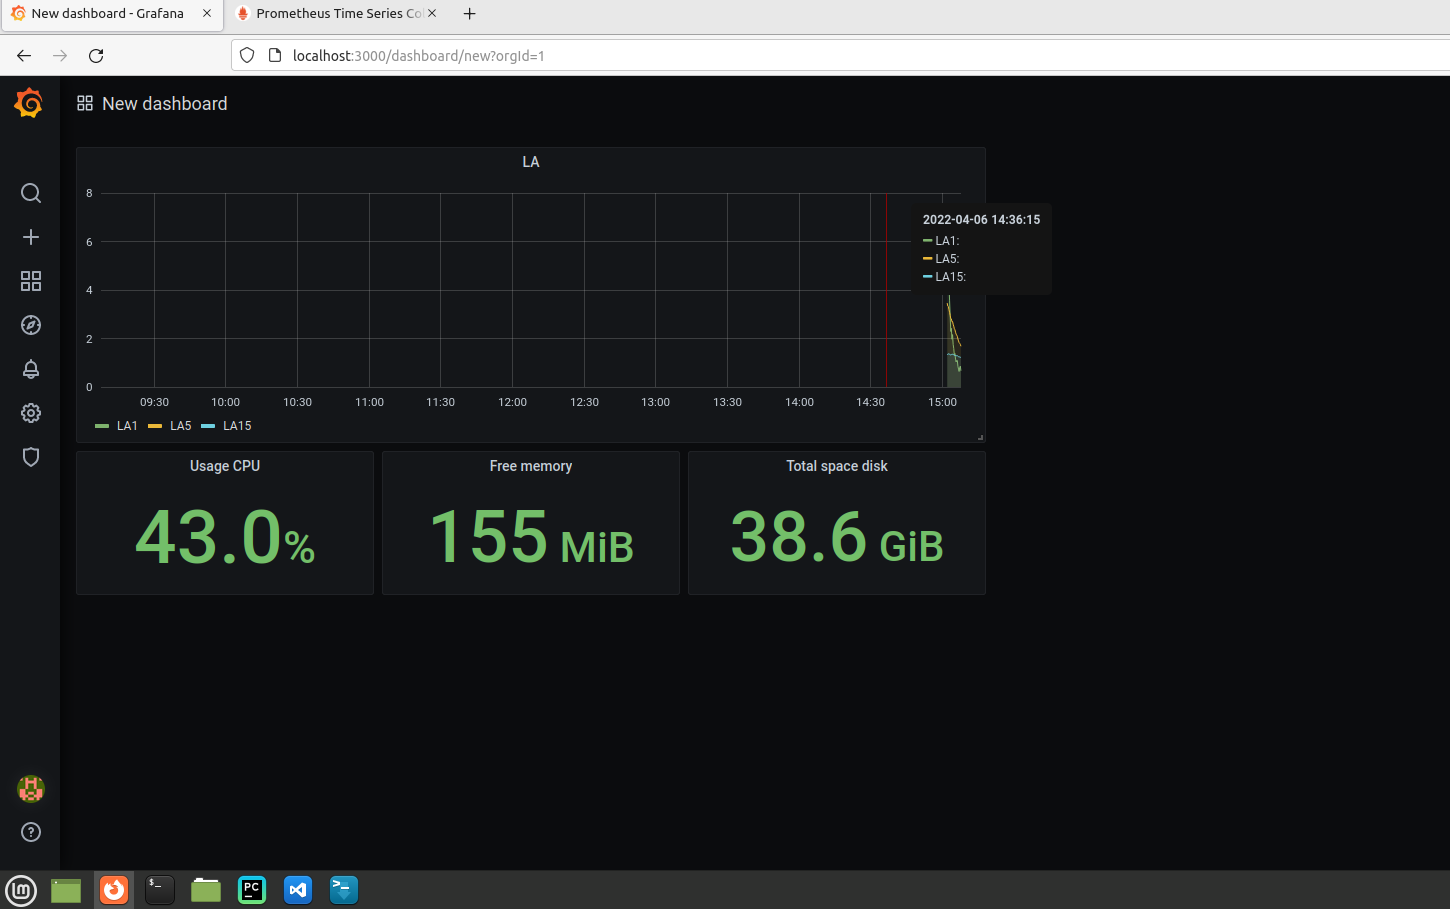 New dashboard - Grafana
Prometheus Time Series Co
localhost:3000/dashboard/new?orgId=1
New dashboard
LA
8
6
4
2
0
09:30 10:00 10:30 11:00 11:30 12:00 12:30 13:00 13:30 14:00 14:30 15:00
2022-04-06 14:36:15
LA1:
LA5:
LA15:
LA1 LA5 LA15
Usage CPU
43.0%
Free memory
155 MiB
Total space disk
38.6 GiB
PC